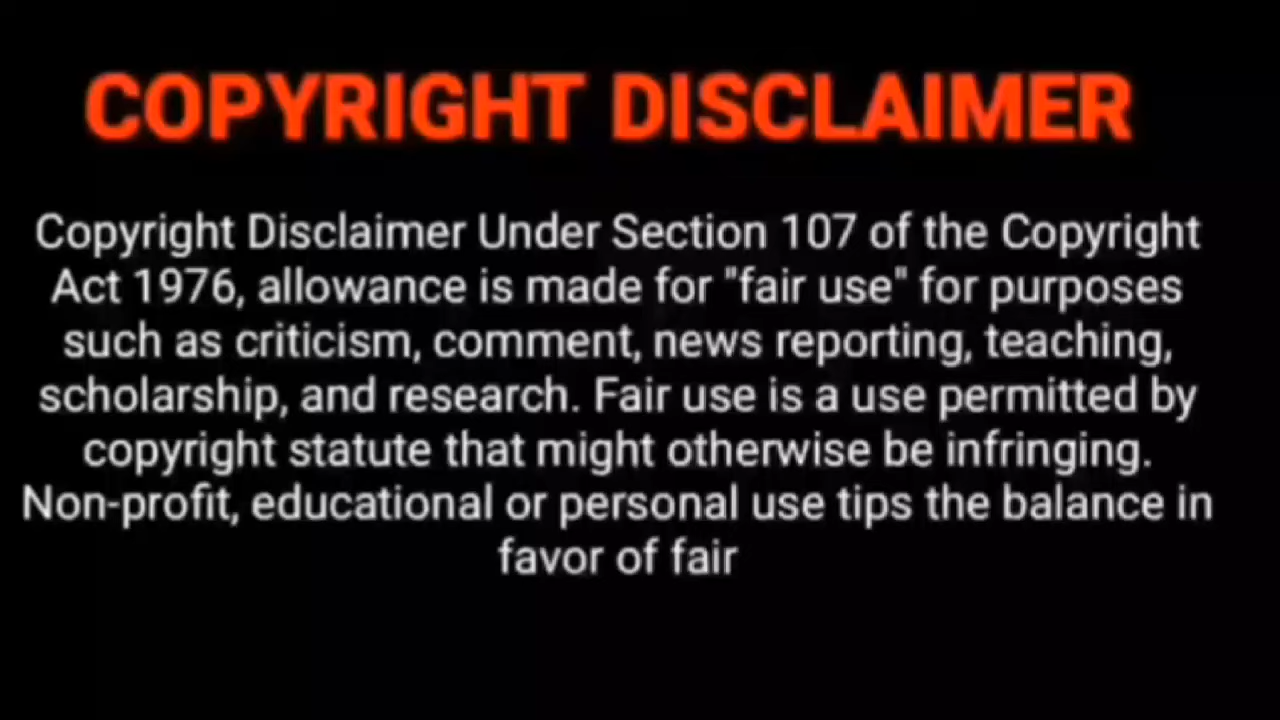 COPYRIGHT DISCLAIMER
Copyright Disclaimer Under Section 107 of the Copyright
Act 1976, allowance is made for "fair use" for purposes
such as criticism, comment, news reporting, teaching,
scholarship, and research. Fair use is a use permitted by
copyright statute that might otherwise be infringing.
Non-profit, educational or personal use tips the balance in
favor of fair